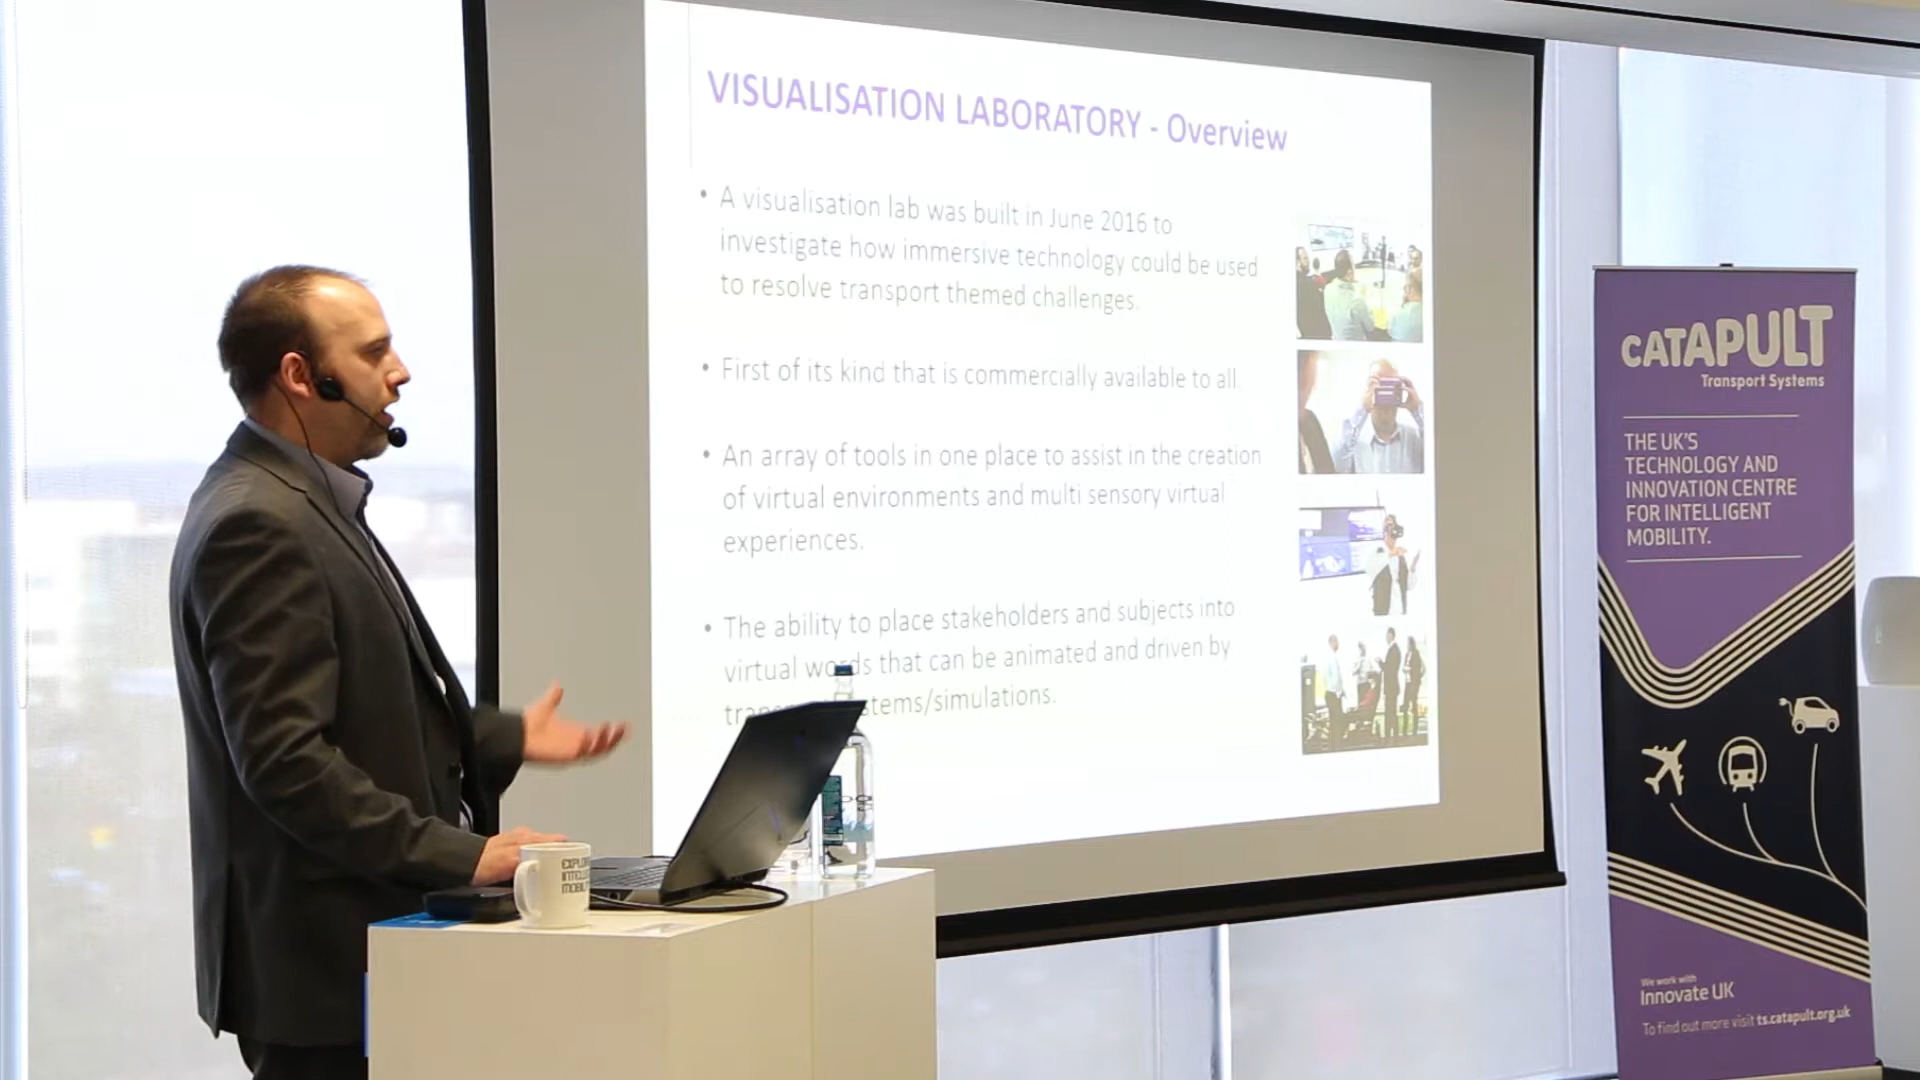 VISUALISATION LABORATORY - Overview
• A visualisation lab was built in June 2016 to
investigate how immersive technology could be used
to resolve transport themed challenges.
• First of its kind that is commercially available to all.
• An array of tools in one place to assist in the creation
of virtual environments and multi sensory virtual
experiences.
• The ability to place stakeholders and subjects into
virtual words that can be animated and driven by
CATAPULT
Transport Systems
THE UK'S
TECHNOLOGY AND
INNOVATION CENTRE
FOR INTELLIGENT
MOBILITY.
We work with
Innovate UK
To find out more visit ts.catapult.org.uk